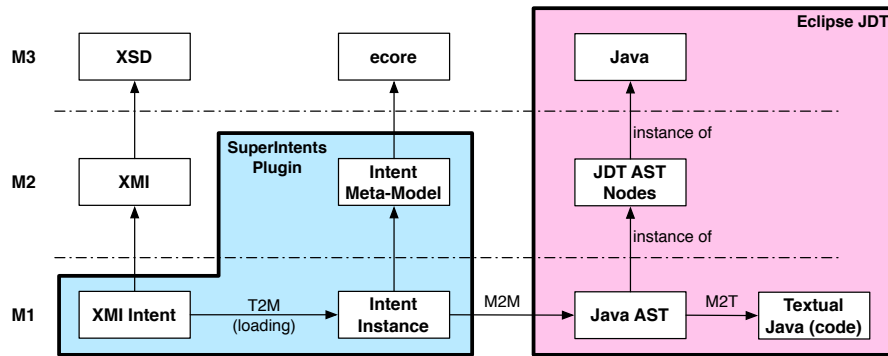 Eclipse JDT
M3
XSD
ecore
Java
instance of
SuperIntents
Plugin
M2
XMI
Intent
Meta-Model
JDT AST
Nodes
instance of
M1
XMI Intent
T2M
(loading)
Intent
Instance
M2M
Java AST
M2T
Textual
Java (code)